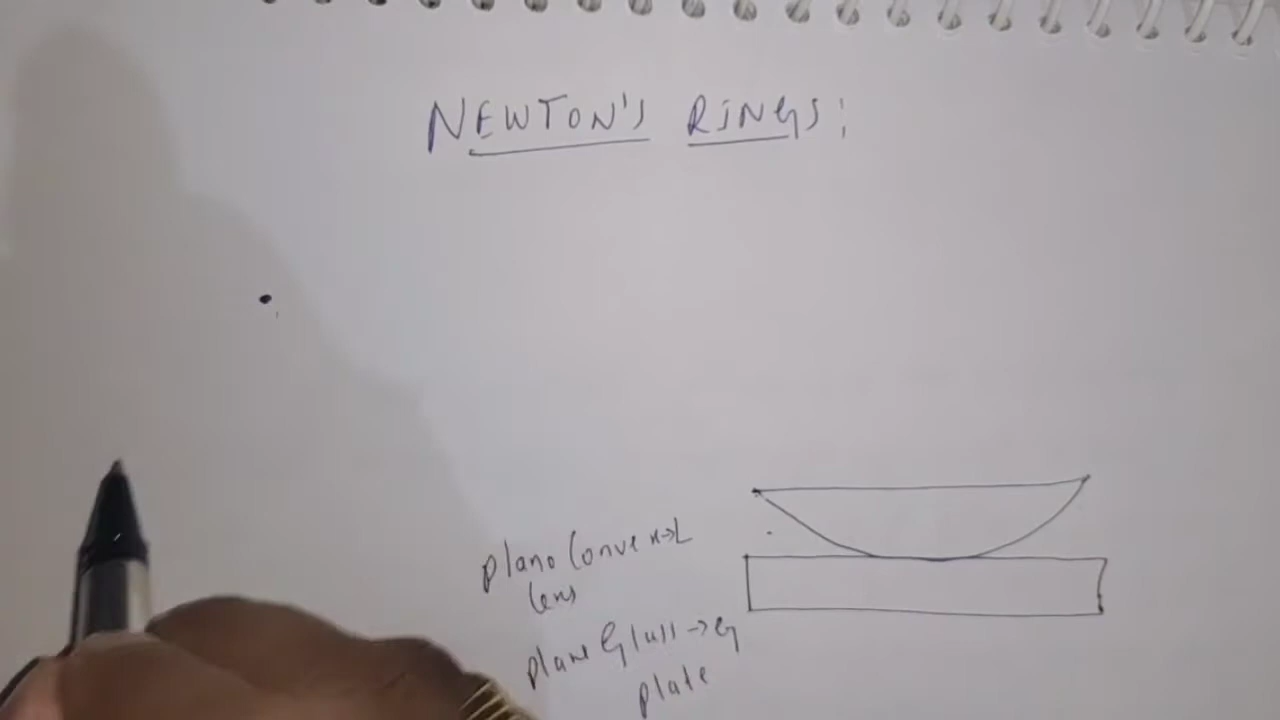 NEWTON'S RINGS:
plano Convex→L
lens
plane Glass→G
plate